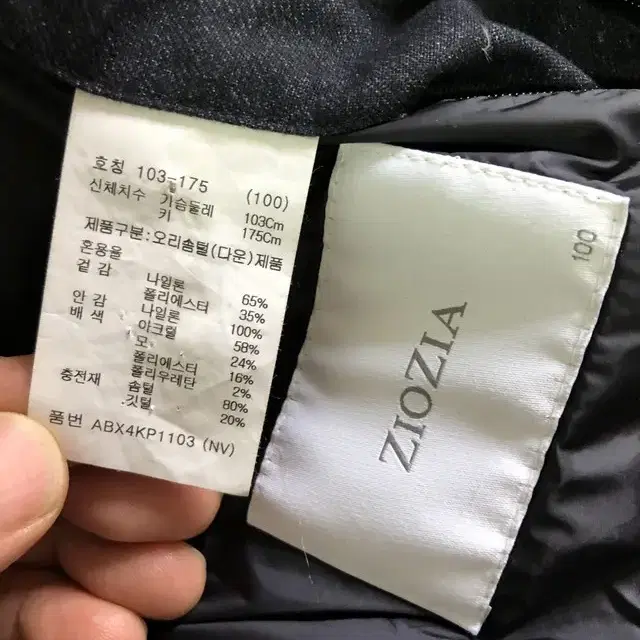 호칭 103-175 (100)
신체치수 가슴둘레 103Cm
키 175Cm
제품구분:오리솜털(다운)제품
혼용율
겉감 나일론 65%
폴리에스터 35%
안감 나일론 100%
배색 아크릴 58%
모 24%
폴리에스터 16%
폴리우레탄 2%
충전재 솜털 80%
깃털 20%
품번 ABX4KP1103 (NV)
100
ZIOZIA